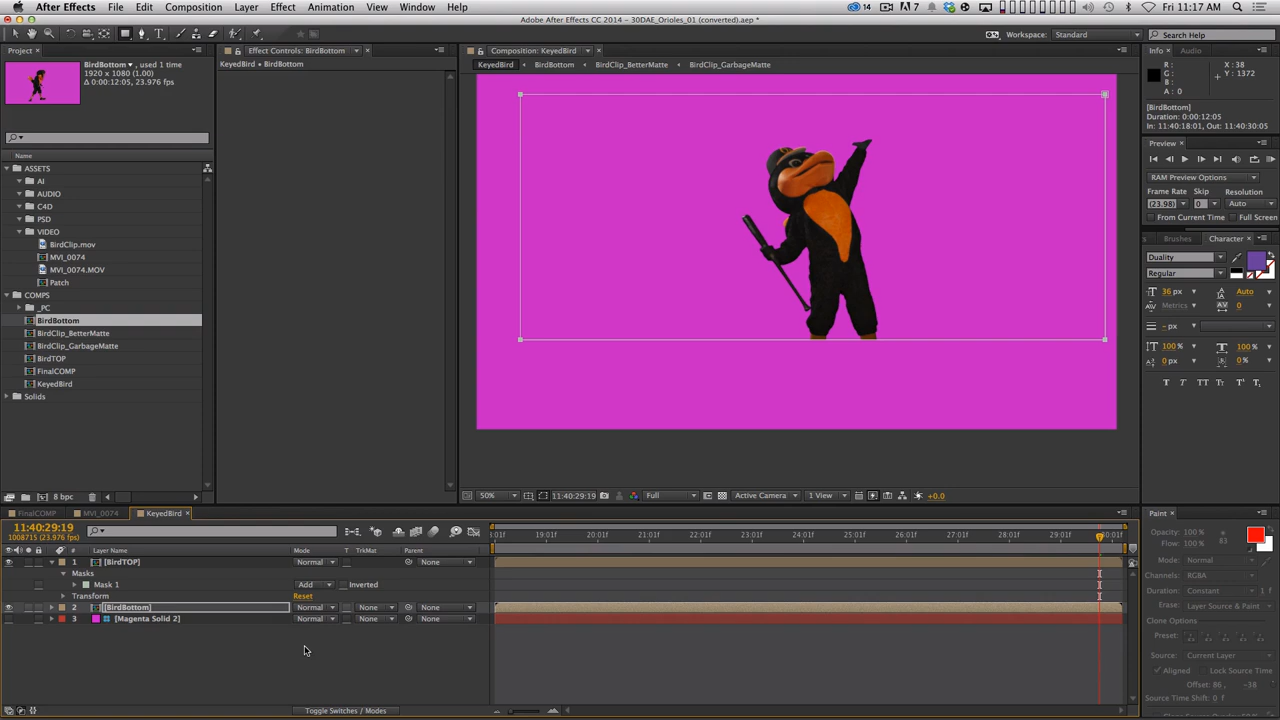 After Effects File Edit Composition Layer Effect Animation View Window Help 14 7 Fri 11:17 AM
Adobe After Effects CC 2014 - 30DAE_Orioles_01 (converted).aep *
Workspace: Standard Search Help
Project Effect Controls: BirdBottom Composition: KeyedBird Info Audio
BirdBottom▾, used 1 time
1920 x 1080 (1.00)
Δ 0:00:12:05, 23.976 fps
KeyedBird • BirdBottom
KeyedBird BirdBottom BirdClip_BetterMatte BirdClip_GarbageMatte
R:
G:
B:
A: 0
X: 38
Y: 1372
[BirdBottom]
Duration: 0:00:12:05
In: 11:40:18:01, Out: 11:40:30:05
Name
ASSETS
AI
AUDIO
C4D
PSD
VIDEO
BirdClip.mov
MVI_0074
MVI_0074.MOV
Patch
COMPS
_PC
BirdBottom
BirdClip_BetterMatte
BirdClip_GarbageMatte
BirdTOP
FinalCOMP
KeyedBird
Solids
8 bpc
Preview
RAM Preview Options
Frame Rate Skip Resolution
(23.98) 0 Auto
From Current Time Full Screen
Brushes Character
Duality
Regular
36 px Auto
Metrics 0
- px
100 % 100 %
0 px 0 %
T T TT Tt T¹ T₁
50% 11:40:29:19 Full Active Camera 1 View +0.0
FinalCOMP MVI_0074 KeyedBird
11:40:29:19
1008715 (23.976 fps)
# Layer Name Mode T TrkMat Parent
19:01f 20:01f 21:01f 22:01f 23:01f 24:01f 25:01f 26:01f 27:01f 28:01f 29:01f
1 [BirdTOP] Normal None
Masks
Mask 1 Add Inverted
Transform Reset
2 [BirdBottom] Normal None None
3 [Magenta Solid 2] Normal None None
Toggle Switches / Modes
Paint
Opacity: 100 %
Flow: 83 %
Mode: Normal
Channels: RGBA
Duration: Constant
Erase: Layer Source & Paint
Clone Options
Preset:
Source: Current Layer
Aligned Lock Source Time
Offset: 86 , -38
Source Time Shift: 0 f